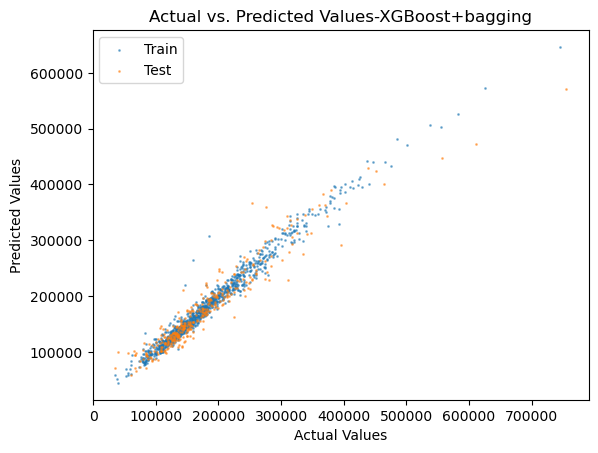 Actual vs. Predicted Values-XGBoost+bagging
Train
Test
600000
500000
400000
300000
200000
100000
Predicted Values
0
100000
200000
300000
400000
500000
600000
700000
Actual Values